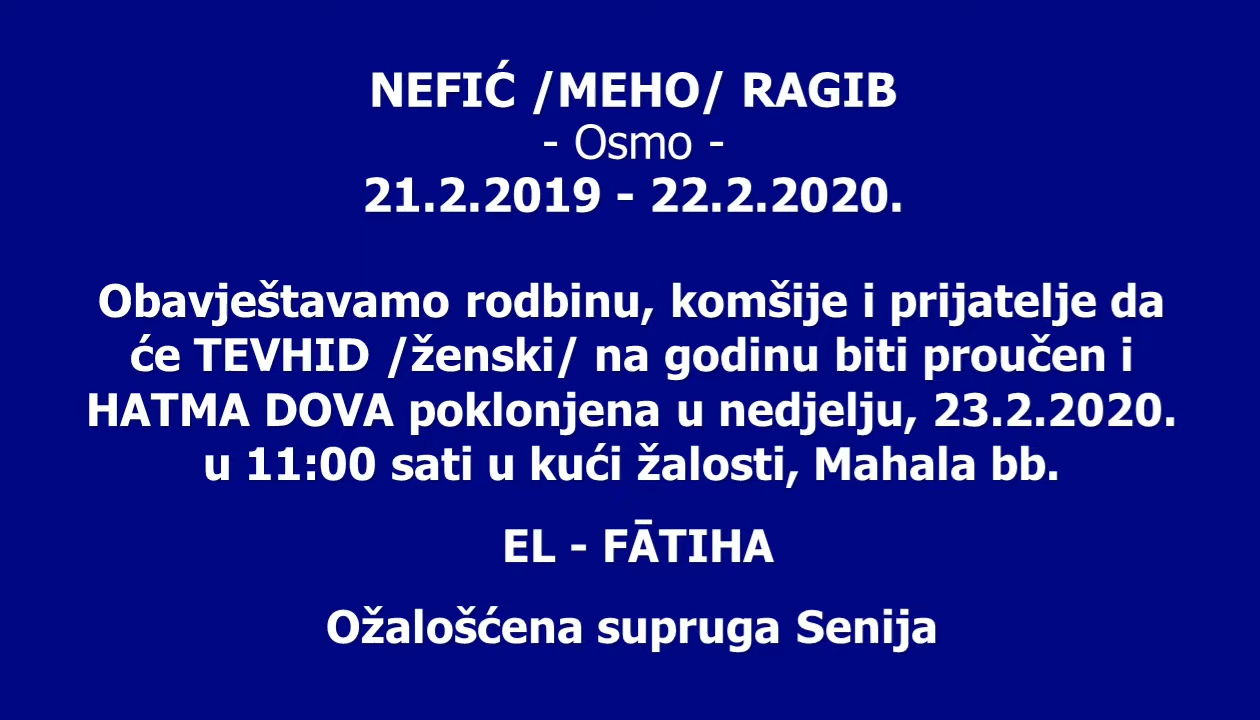 NEFIĆ /MEHO/ RAGIB
- Osmo -
21.2.2019 - 22.2.2020.
Obavještavamo rodbinu, komšije i prijatelje da
će TEVHID /ženski/ na godinu biti proučen i
HATMA DOVA poklonjena u nedjelju, 23.2.2020.
u 11:00 sati u kući žalosti, Mahala bb.
EL - FĀTIHA
Ožalošćena supruga Senija